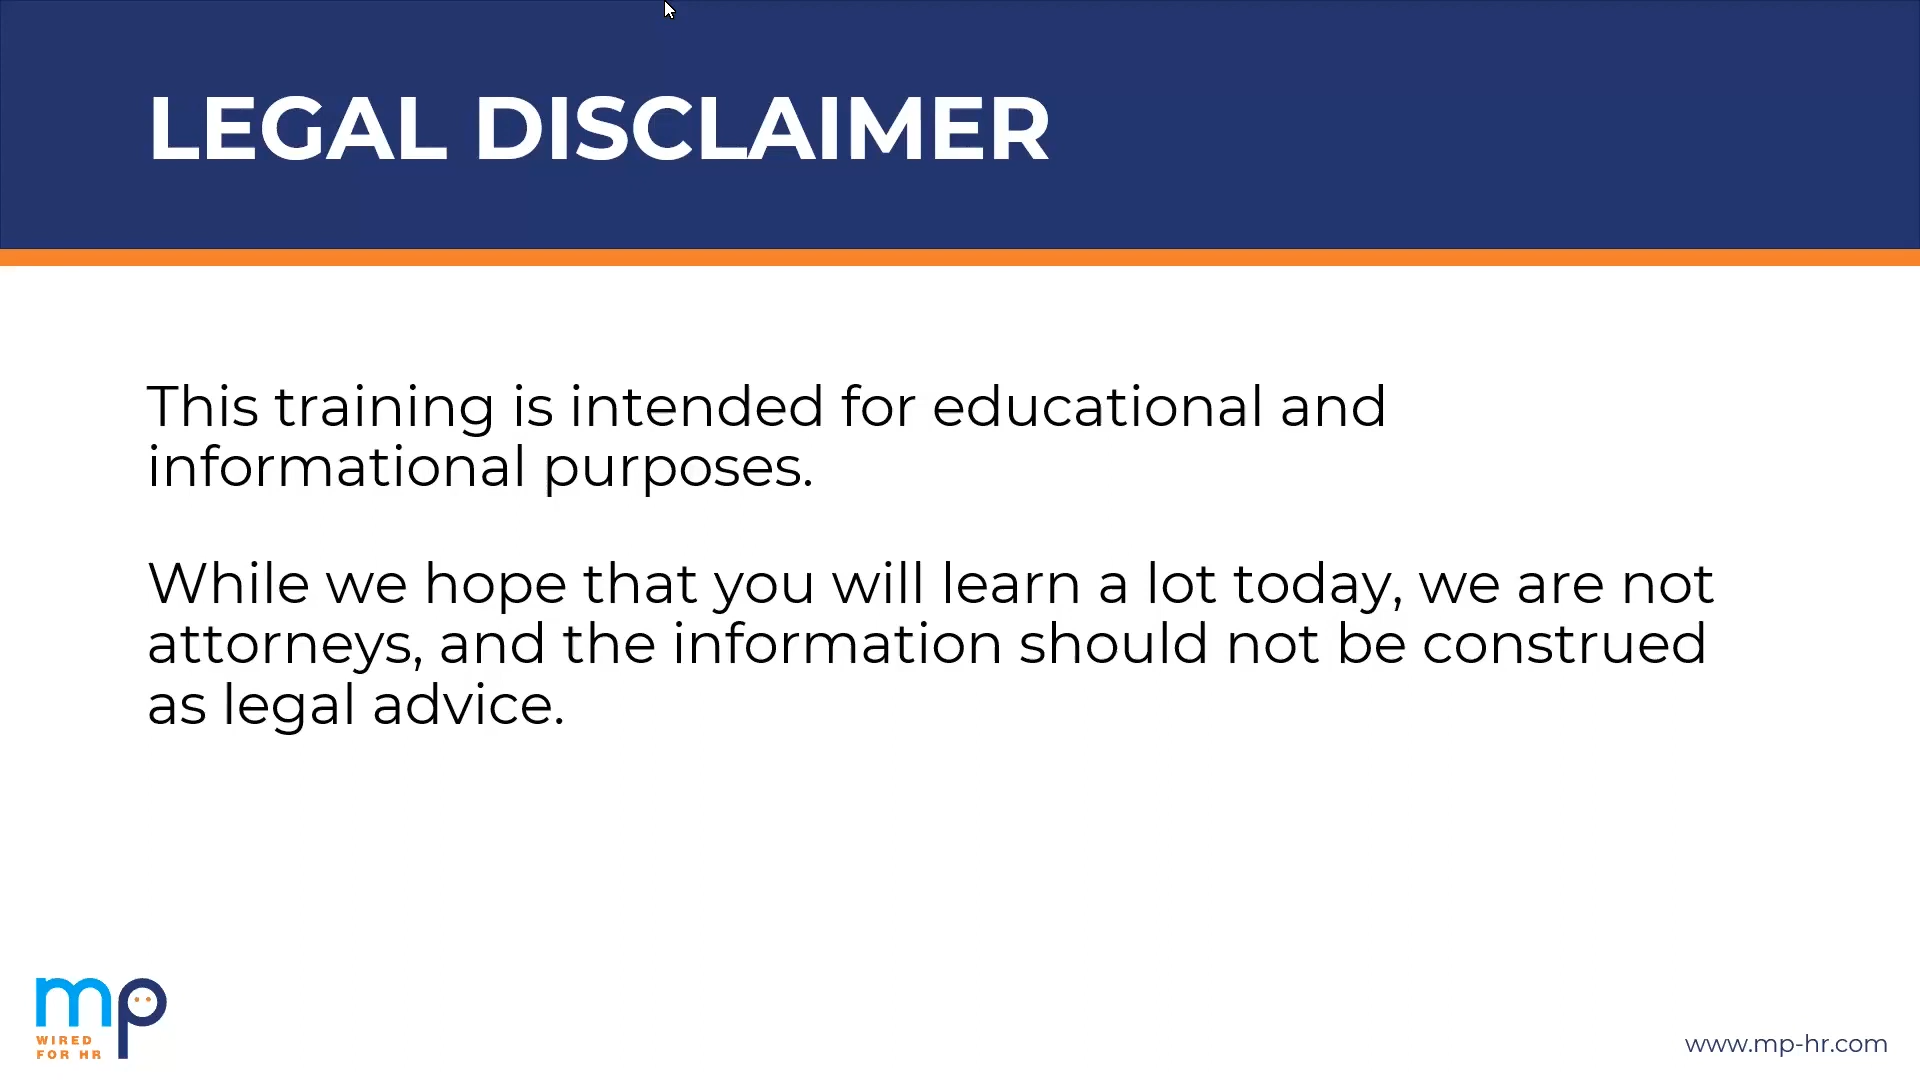 LEGAL DISCLAIMER
This training is intended for educational and
informational purposes.
While we hope that you will learn a lot today, we are not
attorneys, and the information should not be construed
as legal advice.
mp
WIRED
FOR HR
www.mp-hr.com